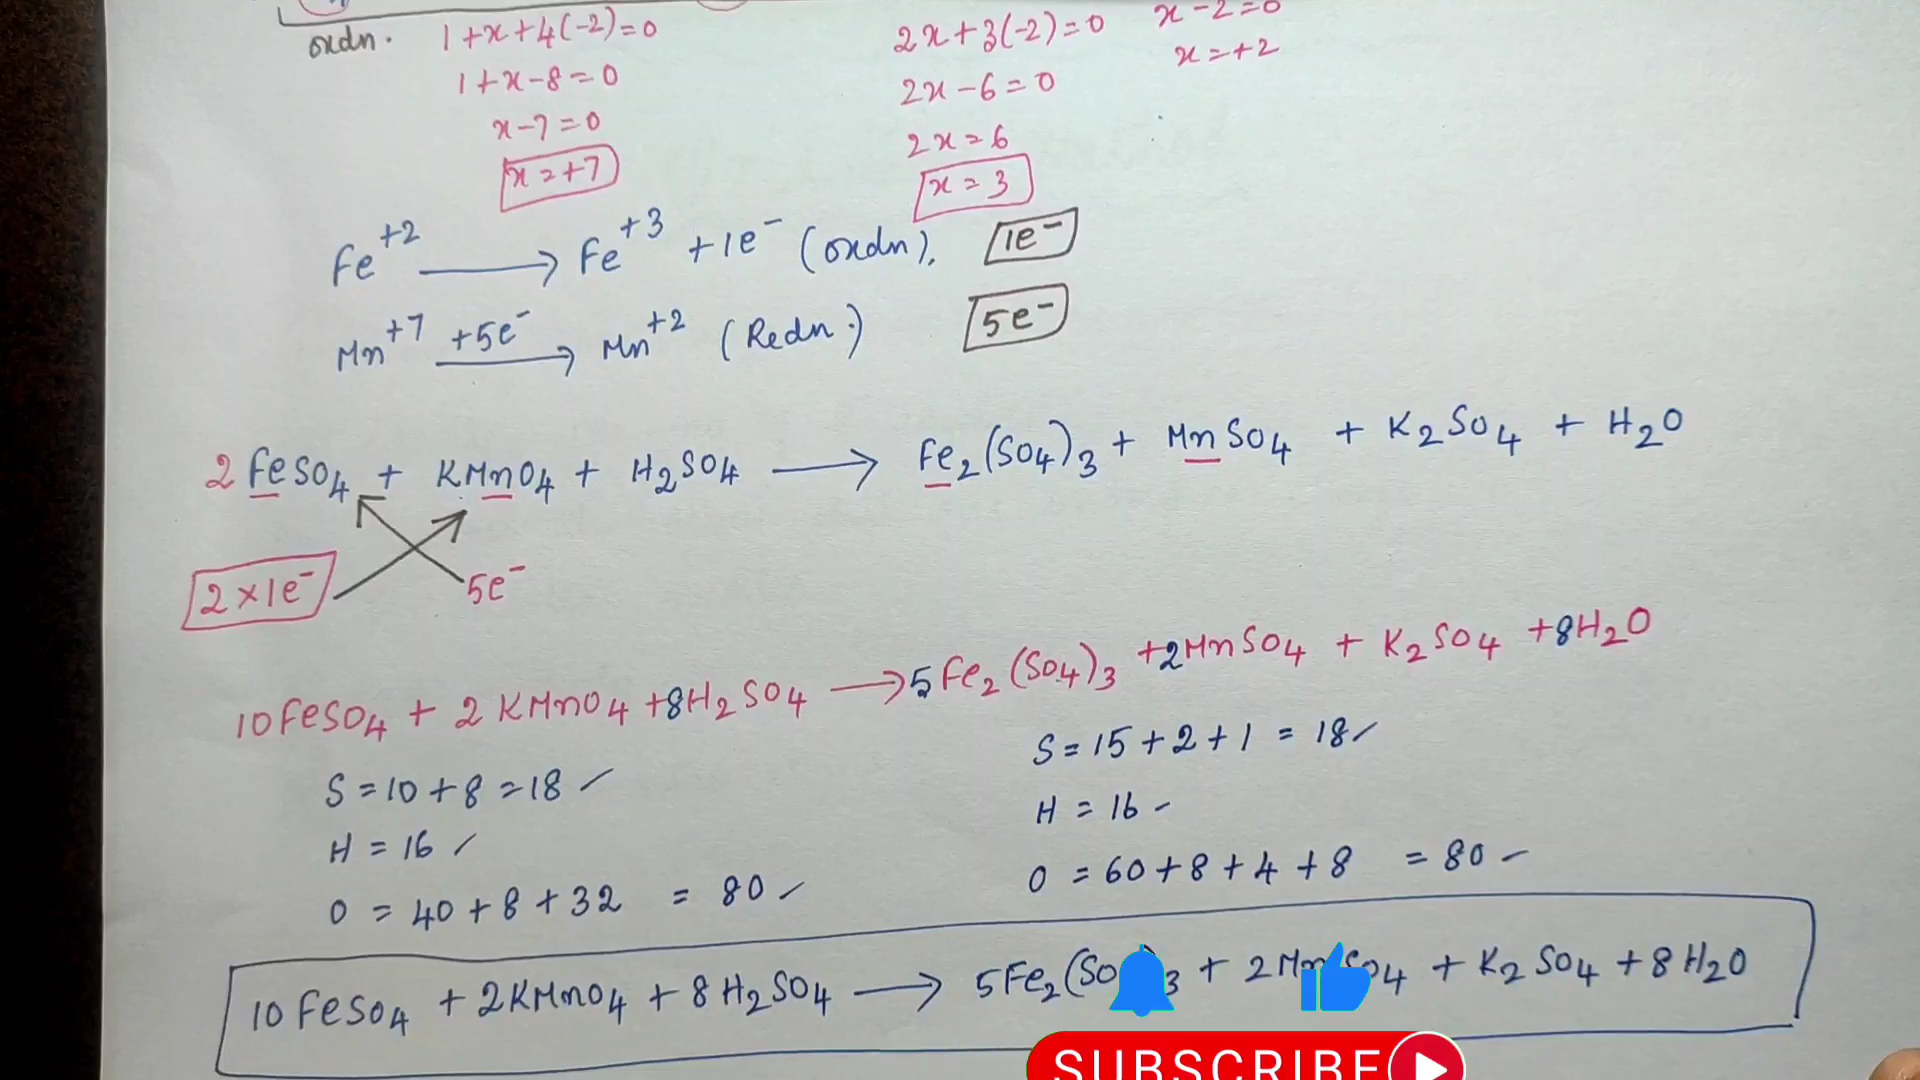 oxdn. 1+x+4(-2)=0 2x+3(-2)=0 x-2=0
1+x-8=0 2x-6=0 x=+2
x-7=0 2x=6
x=+7 x=3
Fe+2 ⟶ Fe+3 +1e- (oxdn), 1e-
Mn+7 +5e- ⟶ Mn+2 (Redn.) 5e-
2FeSO4 + KMnO4 + H2SO4 ⟶ Fe2(SO4)3 + MnSO4 + K2SO4 + H2O
2×1e- 5e-
10FeSO4 + 2KMnO4 +8H2SO4 ⟶ 5Fe2(SO4)3 +2MnSO4 + K2SO4 +8H2O
S=10+8=18✓ S=15+2+1=18✓
H=16✓ H=16✓
O=40+8+32=80✓ O=60+8+4+8=80✓
10FeSO4 + 2KMnO4 + 8H2SO4 ⟶ 5Fe2(SO 3 + 2Mn SO4 + K2SO4 + 8H2O
SUBSCRIBE